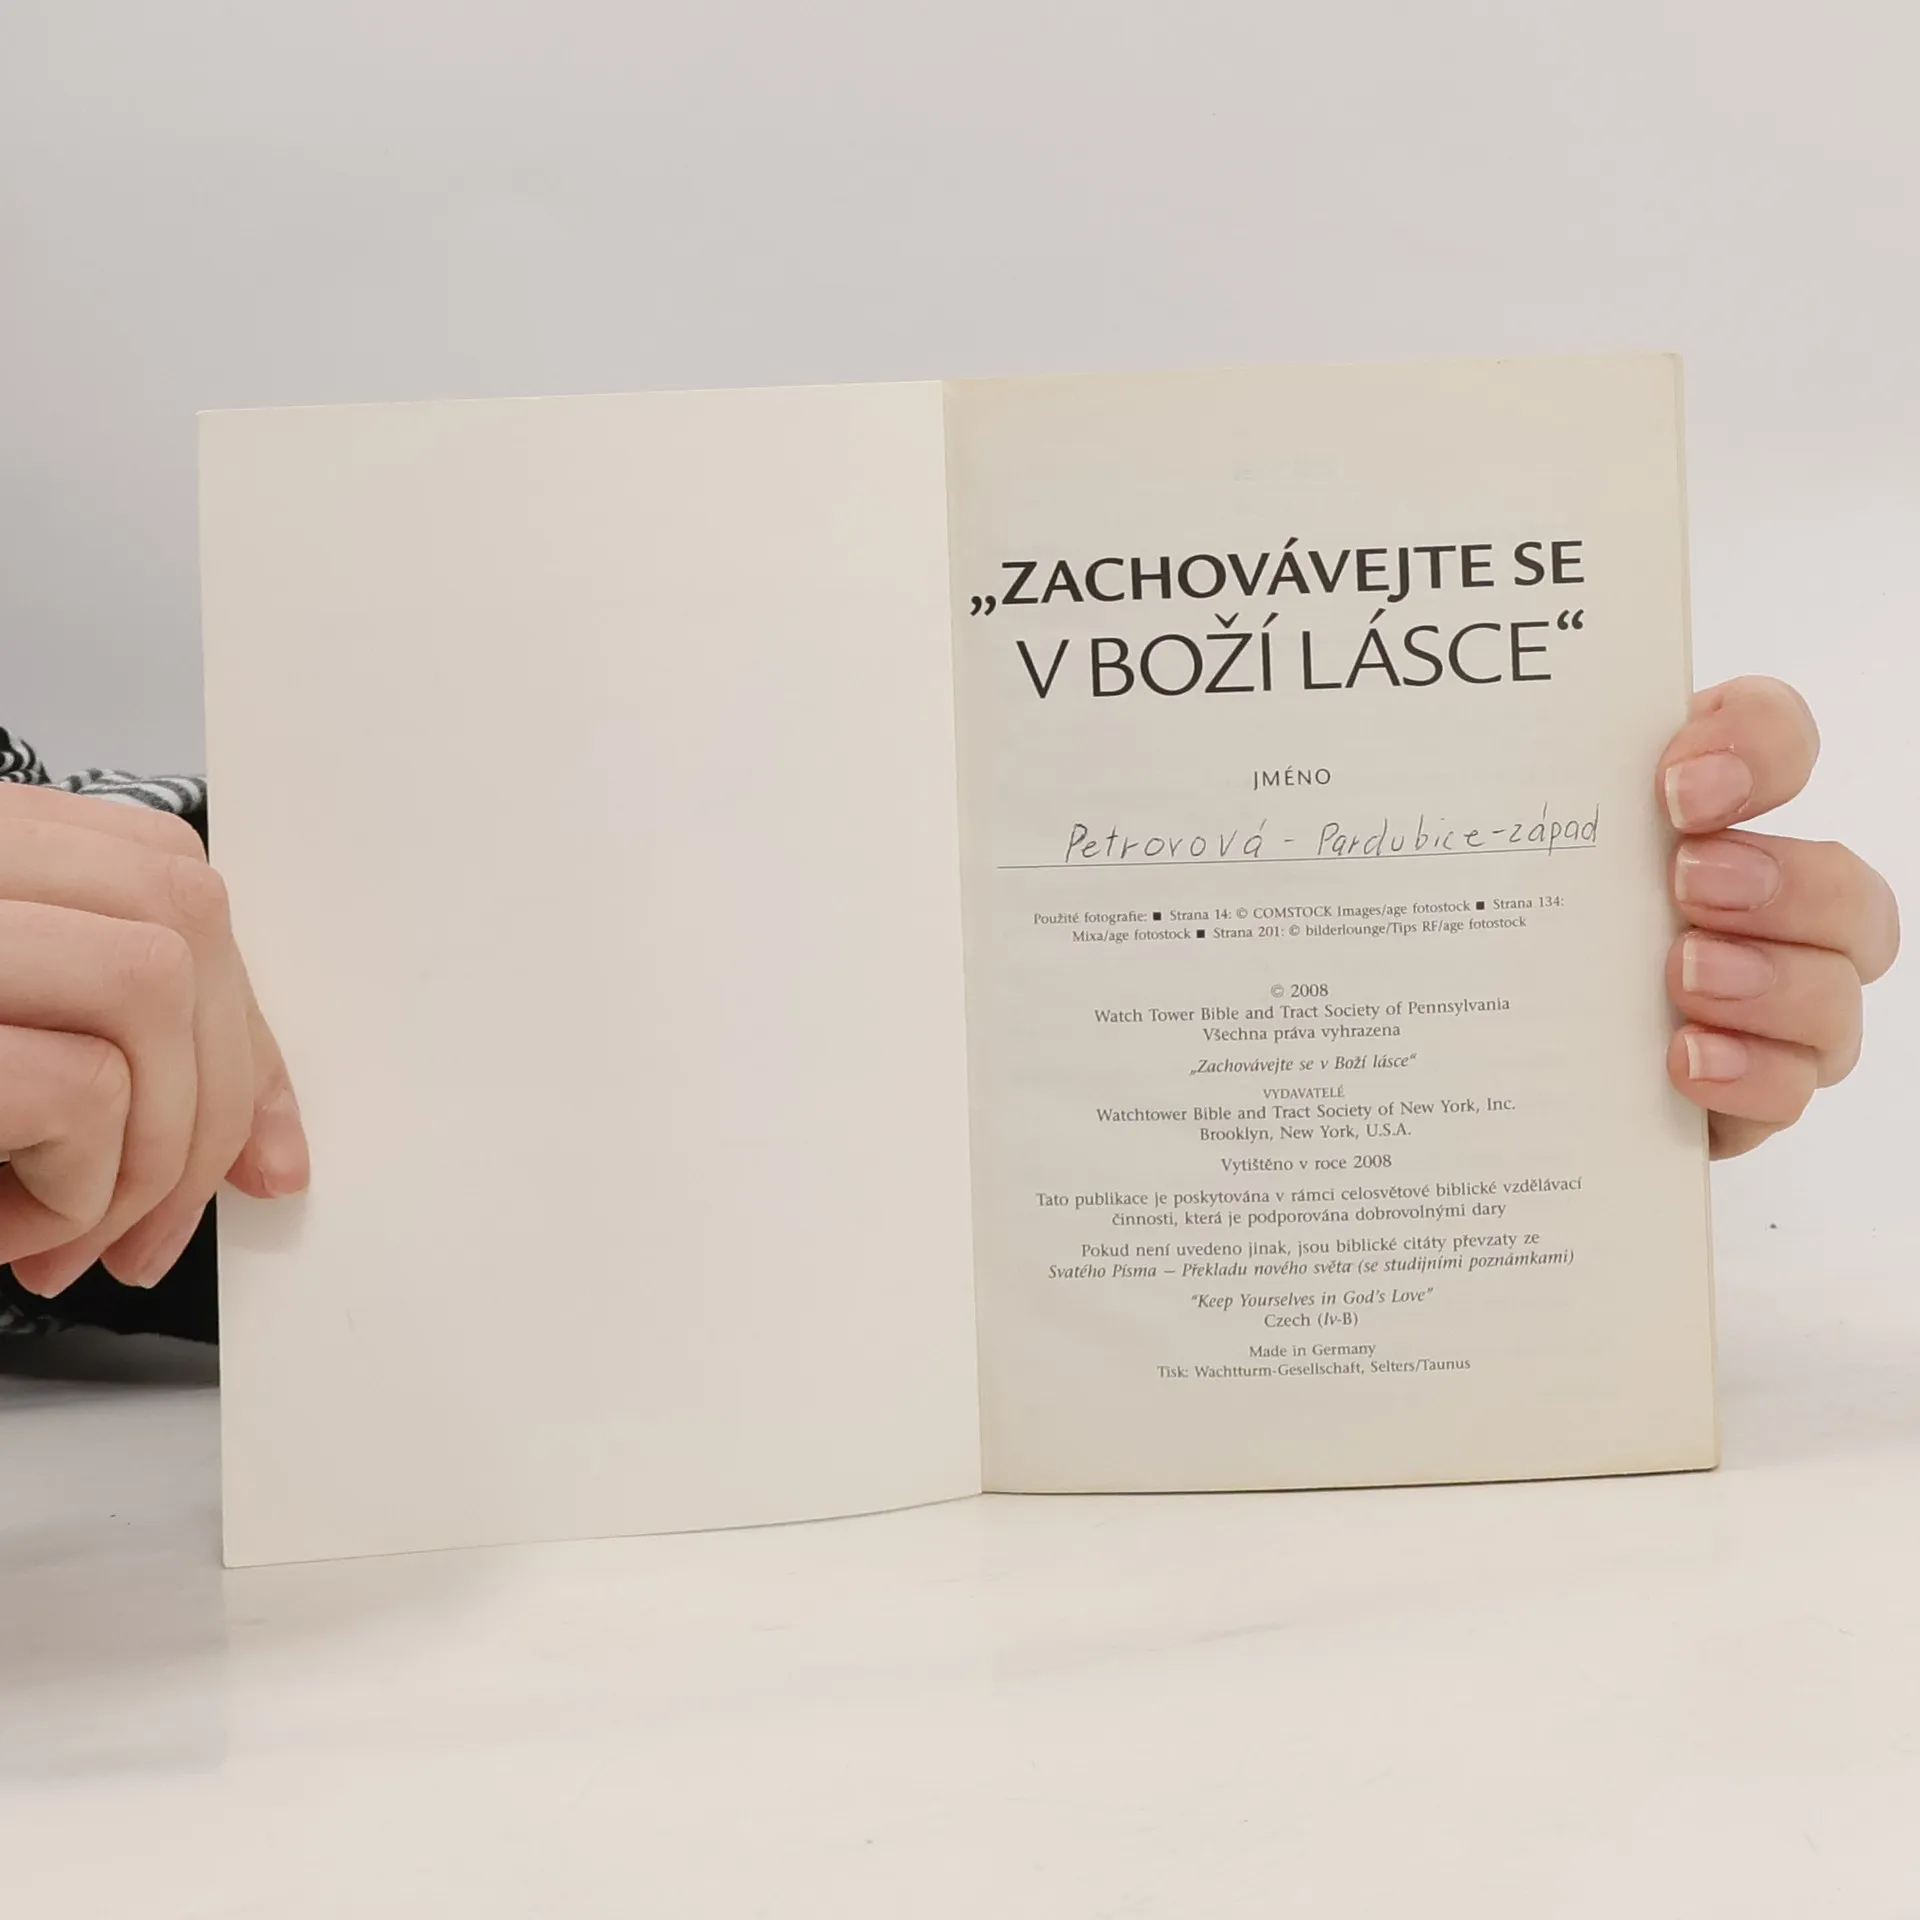 „ZACHOVÁVEJTE SE
V BOŽÍ LÁSCE“
JMÉNO
Petrovová - Pardubice-západ
Použité fotografie: ■ Strana 14: © COMSTOCK Images/age fotostock ■ Strana 134:
Mixa/age fotostock ■ Strana 201: © bilderlounge/Tips RF/age fotostock
© 2008
Watch Tower Bible and Tract Society of Pennsylvania
Všechna práva vyhrazena
„Zachovávejte se v Boží lásce“
VYDAVATELÉ
Watchtower Bible and Tract Society of New York, Inc.
Brooklyn, New York, U.S.A.
Vytištěno v roce 2008
Tato publikace je poskytována v rámci celosvětové biblické vzdělávací
činnosti, která je podporována dobrovolnými dary
Pokud není uvedeno jinak, jsou biblické citáty převzaty ze
Svatého Písma – Překladu nového světa (se studijními poznámkami)
“Keep Yourselves in God’s Love”
Czech (lv-B)
Made in Germany
Tisk: Wachtturm-Gesellschaft, Selters/Taunus